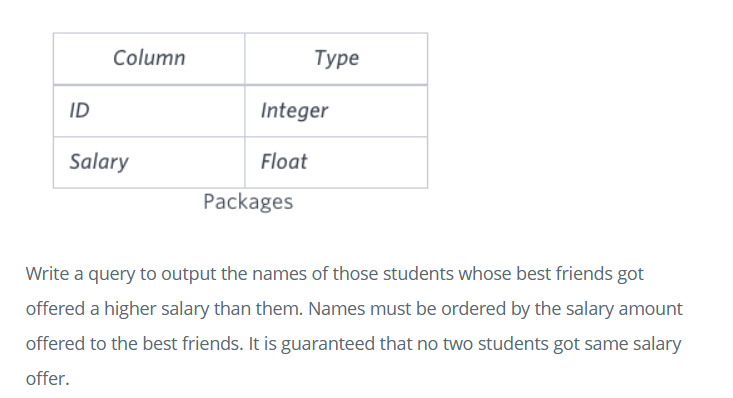 Column Type
ID Integer
Salary Float
Packages
Write a query to output the names of those students whose best friends got
offered a higher salary than them. Names must be ordered by the salary amount
offered to the best friends. It is guaranteed that no two students got same salary
offer.